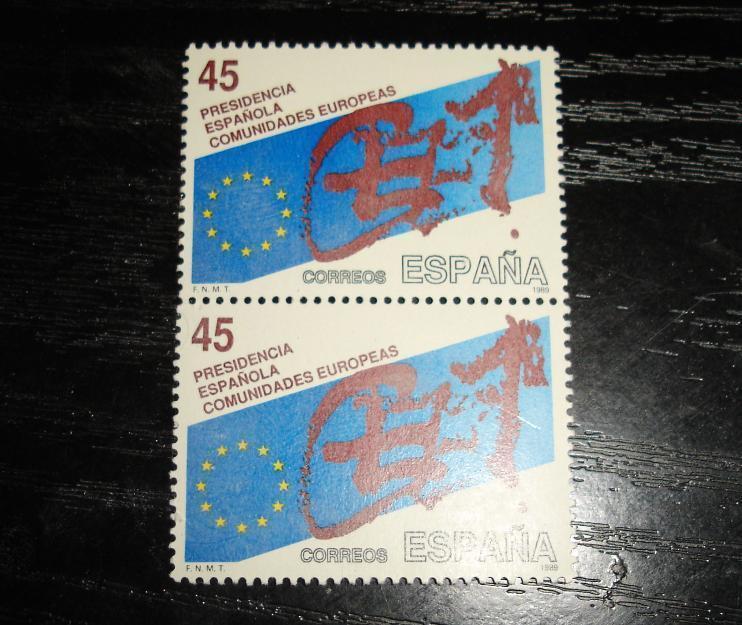 45
PRESIDENCIA
ESPAÑOLA
COMUNIDADES EUROPEAS
CORREOS ESPAÑA
F. N. M. T. 1989
45
PRESIDENCIA
ESPAÑOLA
COMUNIDADES EUROPEAS
CORREOS ESPAÑA
F. N. M. T. 1989